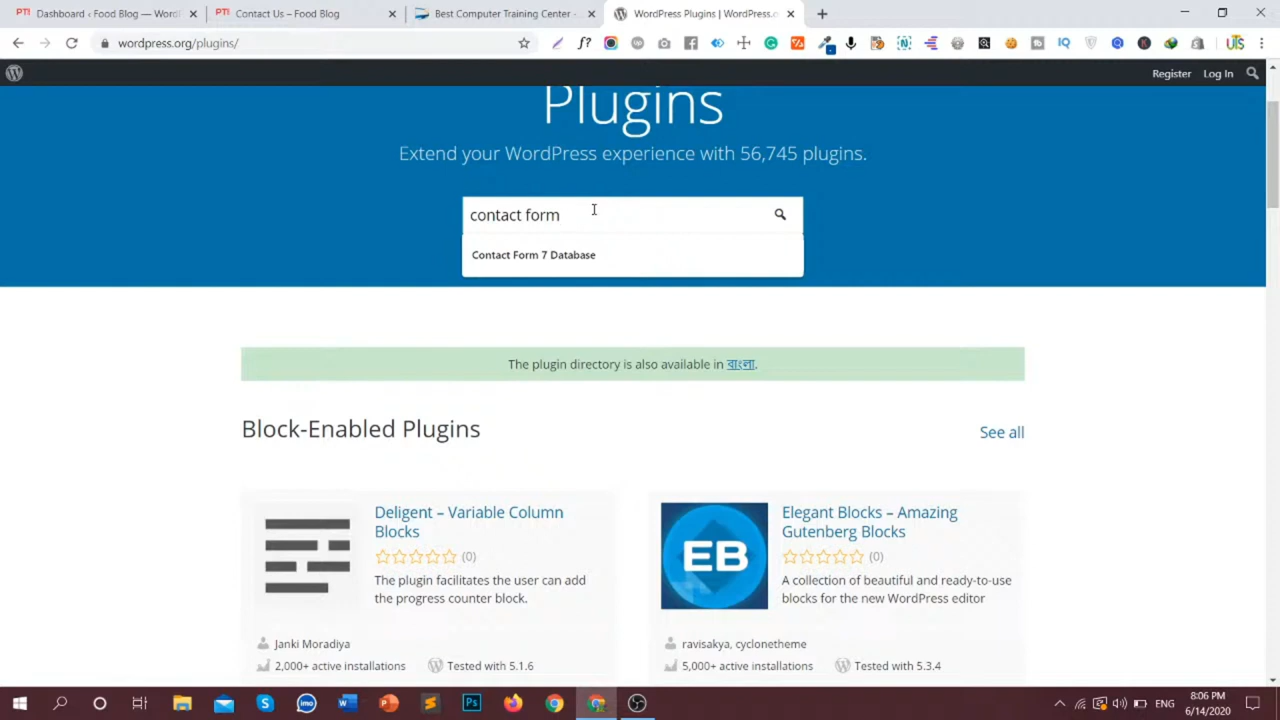 Dashboard ‹ Food Blog — Word
Contact Us – Food Blog
Best Computer Training Center -
WordPress Plugins | WordPress.o
wordpress.org/plugins/
Register
Log In
Plugins
Extend your WordPress experience with 56,745 plugins.
contact form
Contact Form 7 Database
The plugin directory is also available in বাংলা.
Block-Enabled Plugins
See all
Deligent – Variable Column
Blocks
(0)
The plugin facilitates the user can add
the progress counter block.
Janki Moradiya
2,000+ active installations
Tested with 5.1.6
EB
Elegant Blocks – Amazing
Gutenberg Blocks
(0)
A collection of beautiful and ready-to-use
blocks for the new WordPress editor
ravisakya, cyclonetheme
5,000+ active installations
Tested with 5.3.4
ENG
8:06 PM
6/14/2020